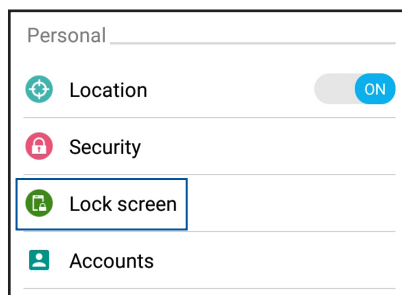 Personal
Location ON
Security
Lock screen
Accounts